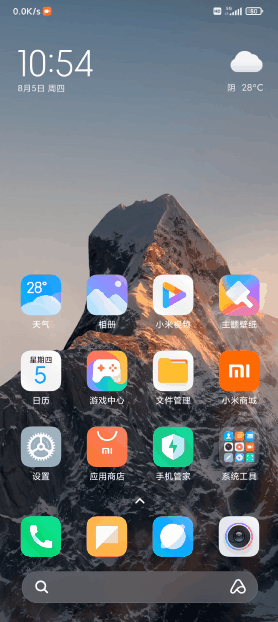 0.0K/s
HD 5G 60
10:54
8月5日 周四
阴 28°C
28°
天气 相册 小米视频 主题壁纸
星期四
5
mi
日历 游戏中心 文件管理 小米商城
mi
设置 应用商店 手机管家 系统工具